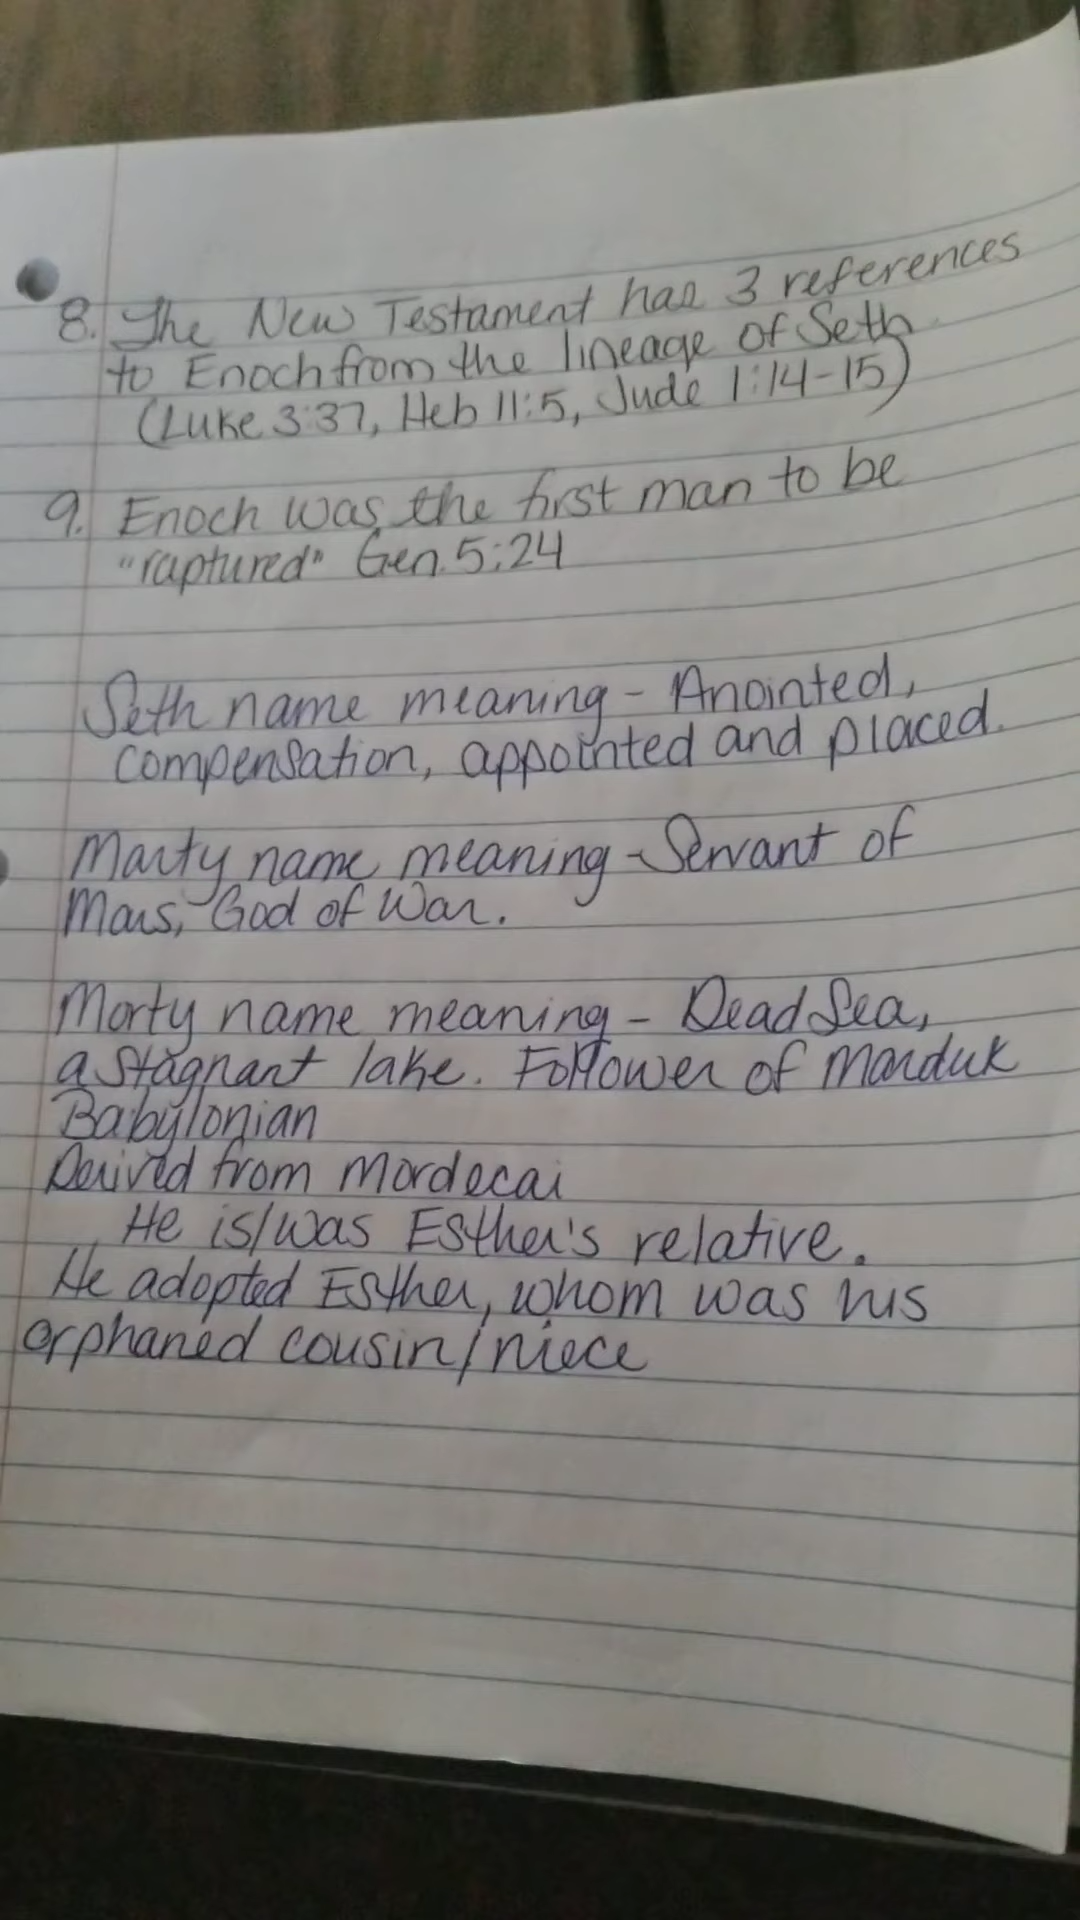 8. The New Testament has 3 references
to Enoch from the lineage of Seth
(Luke 3:37, Heb 11:5, Jude 1:14-15)
9. Enoch was the first man to be
"raptured" Gen. 5:24
Seth name meaning - Anointed,
compensation, appointed and placed.
Marty name meaning - Servant of
Mars, God of War.
Morty name meaning - Dead Sea,
a stagnant lake. Follower of Marduk
Babylonian
Derived from Mordecai
He is/was Esther's relative.
He adopted Esther, whom was his
orphaned cousin/niece